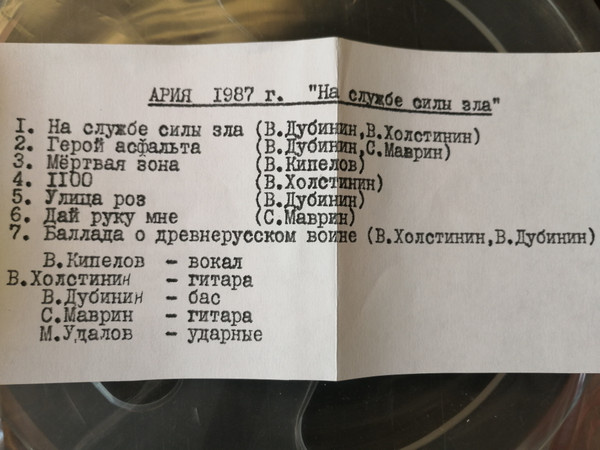 АРИЯ 1987 г. "На службе силы зла"
1. На службе силы зла (В.Дубинин,В.Холстинин)
2. Герой асфальта (В.Дубинин,С.Маврин)
3. Мёртвая зона (В.Кипелов)
4. 1100 (В.Холстинин)
5. Улица роз (В.Дубинин)
6. Дай руку мне (С.Маврин)
7. Баллада о древнерусском воине (В.Холстинин,В.Дубинин)
В.Кипелов – вокал
В.Холстинин – гитара
В.Дубинин – бас
С.Маврин – гитара
М.Удалов – ударные